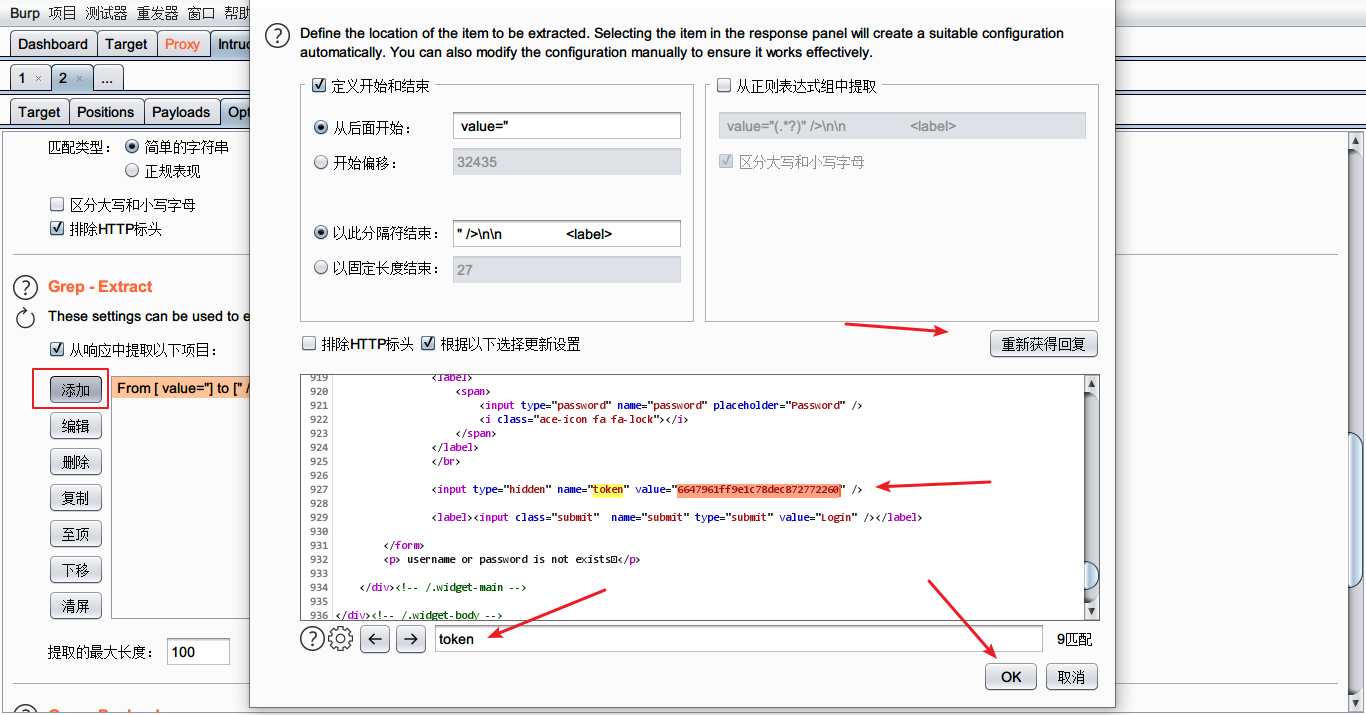 Burp 项目 测试器 重发器 窗口 帮助
Dashboard Target Proxy Intruc
1 × 2 × ...
Target Positions Payloads Opt
匹配类型： 简单的字符串
正规表现
区分大写和小写字母
排除HTTP标头
Grep - Extract
These settings can be used to e
从响应中提取以下项目：
添加 From [ value="] to [" /
编辑
删除
复制
至顶
下移
清屏
提取的最大长度： 100
Define the location of the item to be extracted. Selecting the item in the response panel will create a suitable configuration
automatically. You can also modify the configuration manually to ensure it works effectively.
定义开始和结束
从后面开始： value="
开始偏移： 32435
以此分隔符结束： " />\n\n <label>
以固定长度结束： 27
从正则表达式组中提取
value="(.*?)" />\n\n <label>
区分大写和小写字母
排除HTTP标头 根据以下选择更新设置
重新获得回复
919 <label>
920 <span>
921 <input type="password" name="password" placeholder="Password" />
922 <i class="ace-icon fa fa-lock"></i>
923 </span>
924 </label>
925 </br>
926
927 <input type="hidden" name="token" value="6647961ff9e1c78dec872772260" />
928
929 <label><input class="submit" name="submit" type="submit" value="Login" /></label>
930
931 </form>
932 <p> username or password is not exists</p>
933
934 </div><!-- /.widget-main -->
935
936 </div><!-- /.widget-body -->
token 9匹配
OK 取消